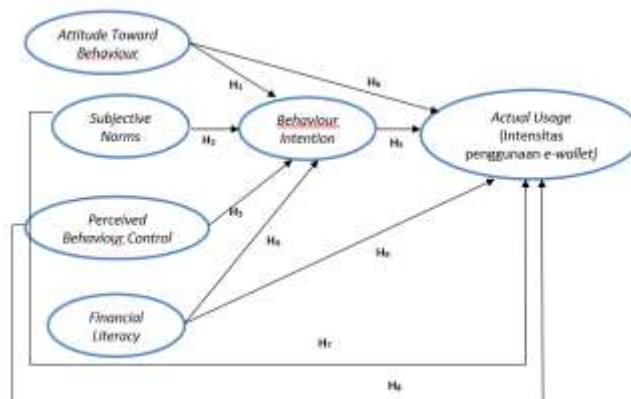 Attitude Toward
Behaviour
H₁
H₆
Subjective
Norms
H₂
Behaviour
Intention
H₅
Actual Usage
(Intensitas
penggunaan e-wallet)
Perceived
Behaviour Control
H₃
H₄
H₉
Financial
Literacy
H₇
H₈